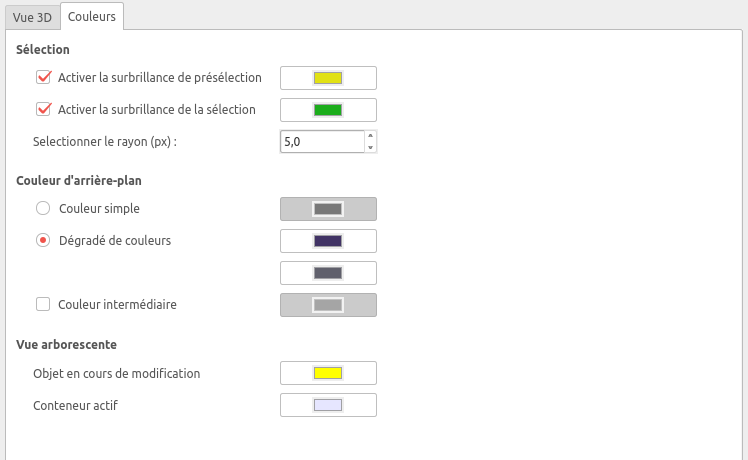 Vue 3D
Couleurs
Sélection
Activer la surbrillance de présélection
Activer la surbrillance de la sélection
Selectionner le rayon (px) :
5,0
Couleur d'arrière-plan
Couleur simple
Dégradé de couleurs
Couleur intermédiaire
Vue arborescente
Objet en cours de modification
Conteneur actif